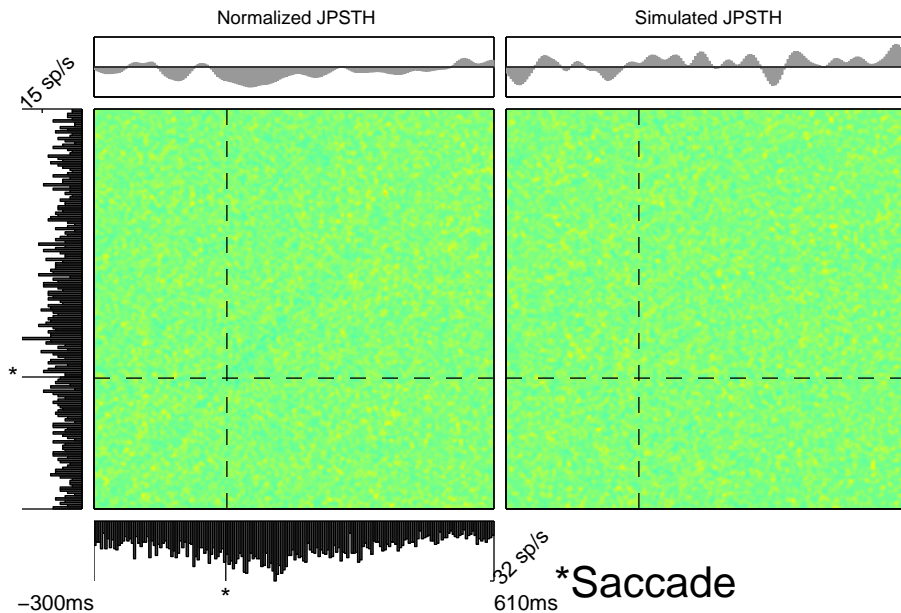 Normalized JPSTH
Simulated JPSTH
15 sp/s
*
*
32 sp/s
*Saccade
−300ms
610ms